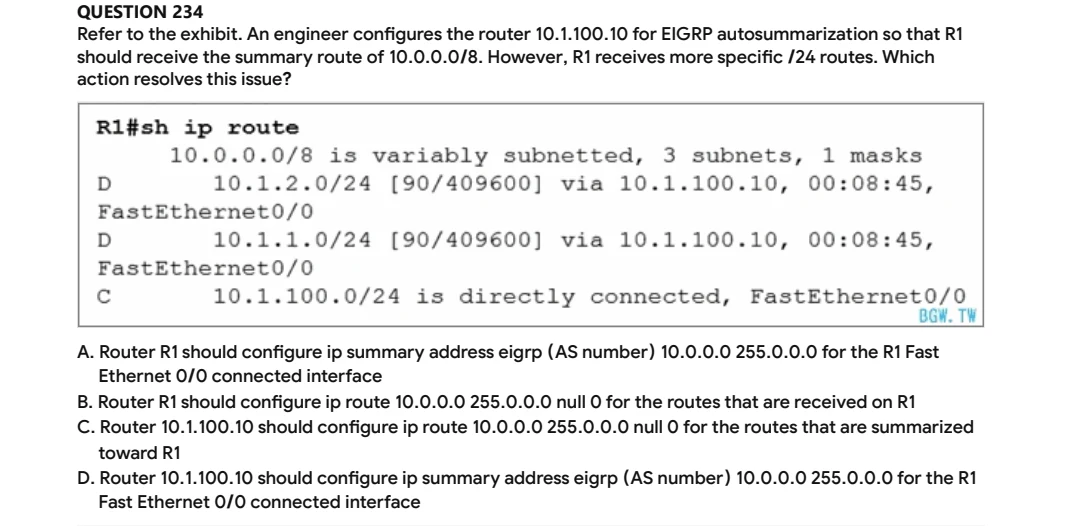 QUESTION 234
Refer to the exhibit. An engineer configures the router 10.1.100.10 for EIGRP autosummarization so that R1
should receive the summary route of 10.0.0.0/8. However, R1 receives more specific /24 routes. Which
action resolves this issue?
R1#sh ip route
10.0.0.0/8 is variably subnetted, 3 subnets, 1 masks
D 10.1.2.0/24 [90/409600] via 10.1.100.10, 00:08:45,
FastEthernet0/0
D 10.1.1.0/24 [90/409600] via 10.1.100.10, 00:08:45,
FastEthernet0/0
C 10.1.100.0/24 is directly connected, FastEthernet0/0
BGW.TW
A. Router R1 should configure ip summary address eigrp (AS number) 10.0.0.0 255.0.0.0 for the R1 Fast
Ethernet 0/0 connected interface
B. Router R1 should configure ip route 10.0.0.0 255.0.0.0 null 0 for the routes that are received on R1
C. Router 10.1.100.10 should configure ip route 10.0.0.0 255.0.0.0 null 0 for the routes that are summarized
toward R1
D. Router 10.1.100.10 should configure ip summary address eigrp (AS number) 10.0.0.0 255.0.0.0 for the R1
Fast Ethernet 0/0 connected interface